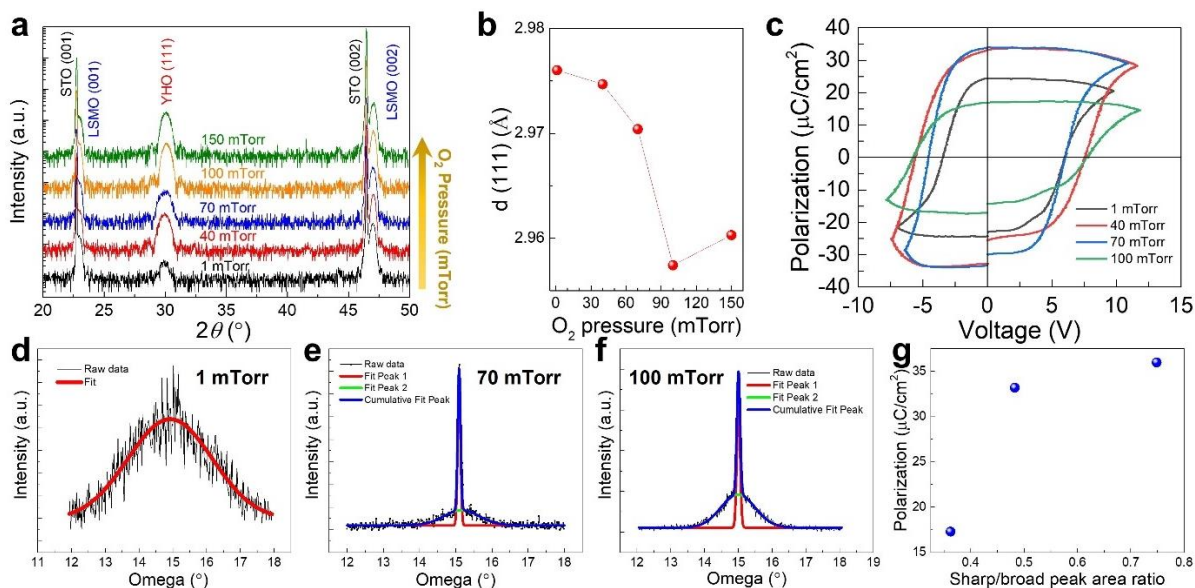 a
Intensity (a.u.)
STO (001)
LSMO (001)
YHO (111)
STO (002)
LSMO (002)
150 mTorr
100 mTorr
70 mTorr
40 mTorr
1 mTorr
O2 Pressure (mTorr)
20 25 30 35 40 45 50
2θ (°)
b
d (111) (Å)
2.98
2.97
2.96
0 30 60 90 120 150
O2 pressure (mTorr)
c
Polarization (μC/cm²)
40
30
20
10
0
-10
-20
-30
-40
1 mTorr
40 mTorr
70 mTorr
100 mTorr
-10 -5 0 5 10 15
Voltage (V)
d
Intensity (a.u.)
Raw data
Fit
1 mTorr
11 12 13 14 15 16 17 18 19
Omega (°)
e
Intensity (a.u.)
Raw data
Fit Peak 1
Fit Peak 2
Cumulative Fit Peak
70 mTorr
12 13 14 15 16 17 18
Omega (°)
f
Intensity (a.u.)
100 mTorr
Raw data
Fit Peak 1
Fit Peak 2
Cumulative Fit Peak
12 13 14 15 16 17 18 19
Omega (°)
g
Polarization (μC/cm²)
35
30
25
20
15
0.4 0.5 0.6 0.7 0.8
Sharp/broad peak area ratio